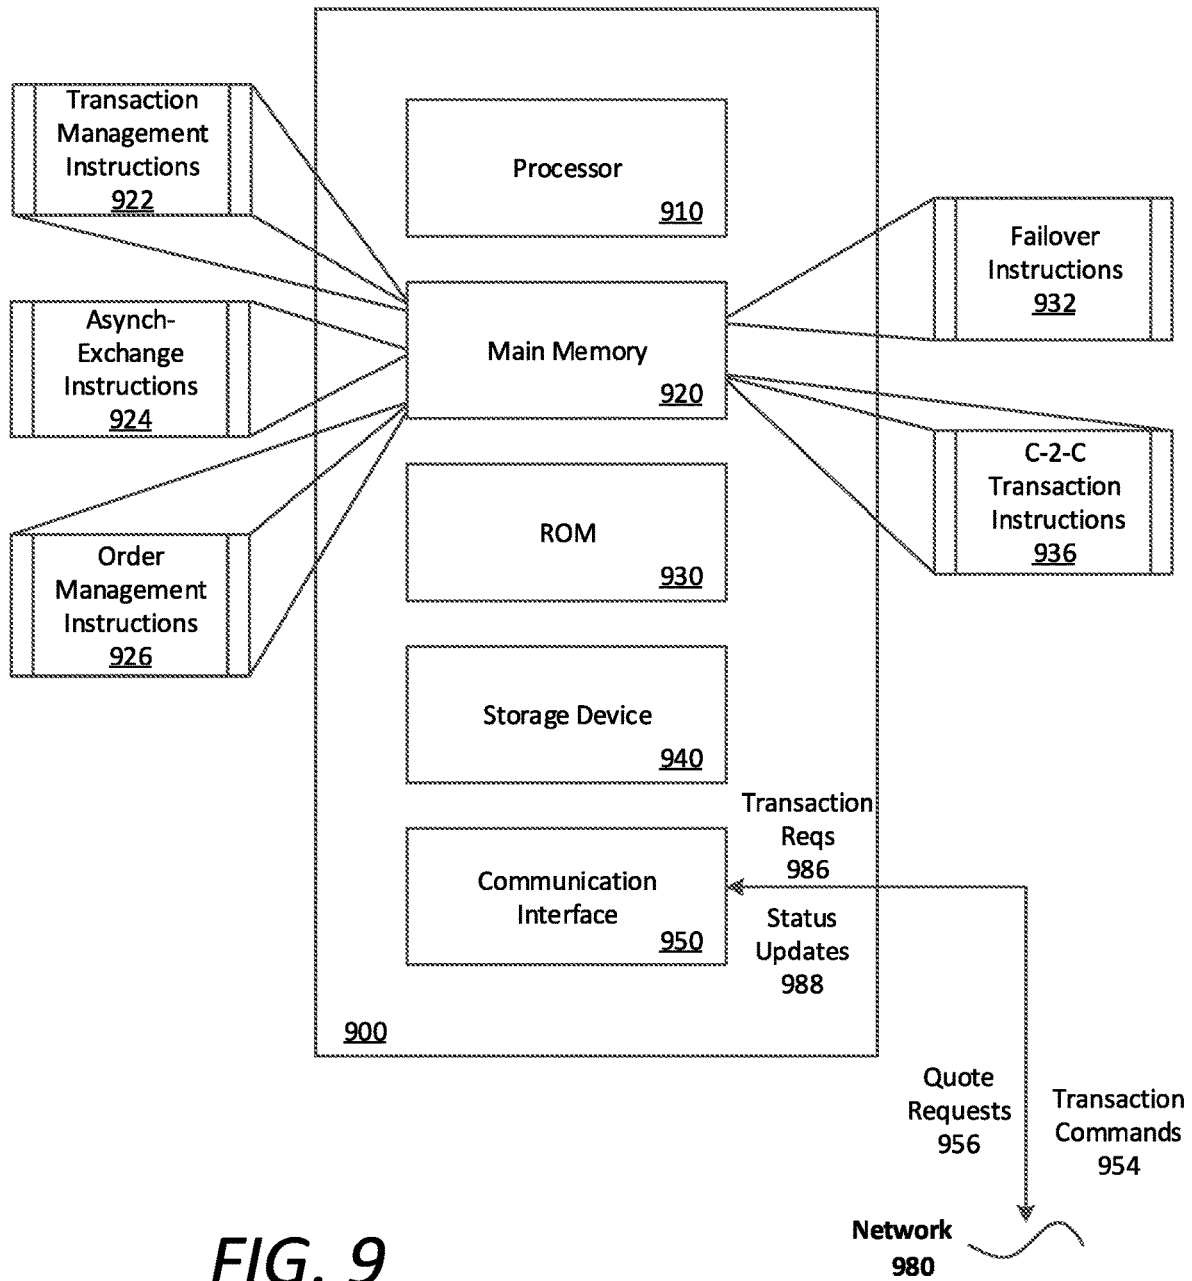 Transaction
Management
Instructions
922
Asynch-
Exchange
Instructions
924
Order
Management
Instructions
926
Processor
910
Main Memory
920
ROM
930
Storage Device
940
Communication
Interface
950
900
Failover
Instructions
932
C-2-C
Transaction
Instructions
936
Transaction
Reqs
986
Status
Updates
988
Quote
Requests
956
Transaction
Commands
954
Network
980
FIG. 9